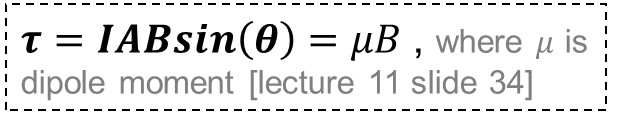 τ = IABsin(θ) = μB , where μ is
dipole moment [lecture 11 slide 34]